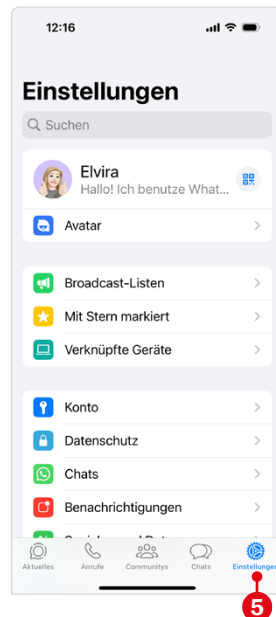 12:16
Einstellungen
Suchen
Elvira
Hallo! Ich benutze What...
Avatar
Broadcast-Listen
Mit Stern markiert
Verknüpfte Geräte
Konto
Datenschutz
Chats
Benachrichtigungen
Aktuelles Anrufe Communitys Chats Einstellungen
5